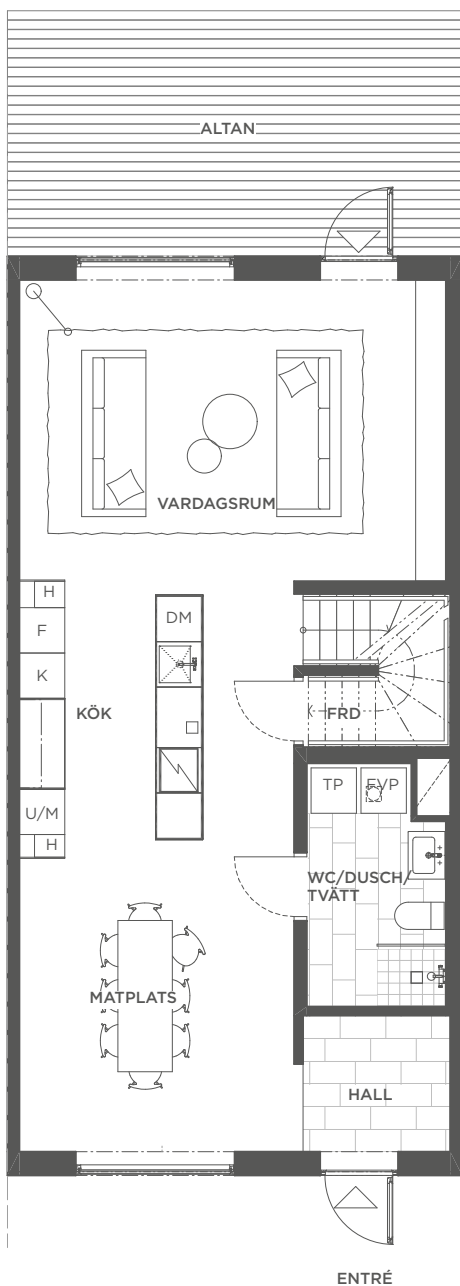 ALTAN
VARDAGSRUM
H
F
K
U/M
H
KÖK
DM
FRD
TP
FVP
WC/DUSCH/
TVÄTT
MATPLATS
HALL
ENTRÉ